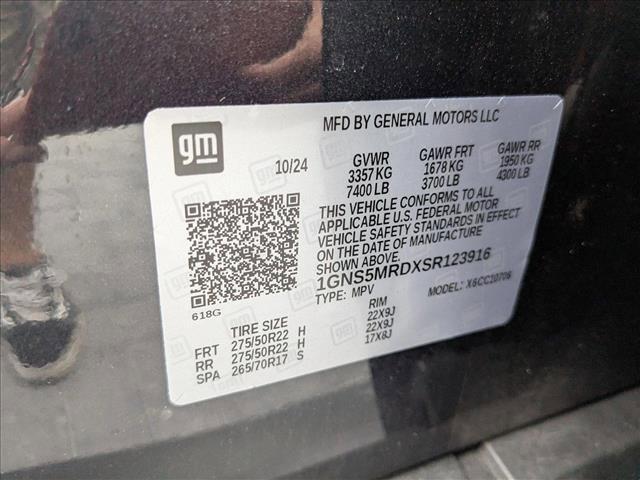 gm
MFD BY GENERAL MOTORS LLC
10/24
GVWR GAWR FRT GAWR RR
3357 KG 1678 KG 1950 KG
7400 LB 3700 LB 4300 LB
THIS VEHICLE CONFORMS TO ALL
APPLICABLE U.S. FEDERAL MOTOR
VEHICLE SAFETY STANDARDS IN EFFECT
ON THE DATE OF MANUFACTURE
SHOWN ABOVE.
1GNS5MRDXSR123916
TYPE: MPV MODEL: X6CC10706
618G
TIRE SIZE RIM
FRT 275/50R22 H 22X9J
RR 275/50R22 H 22X9J
SPA 265/70R17 S 17X8J